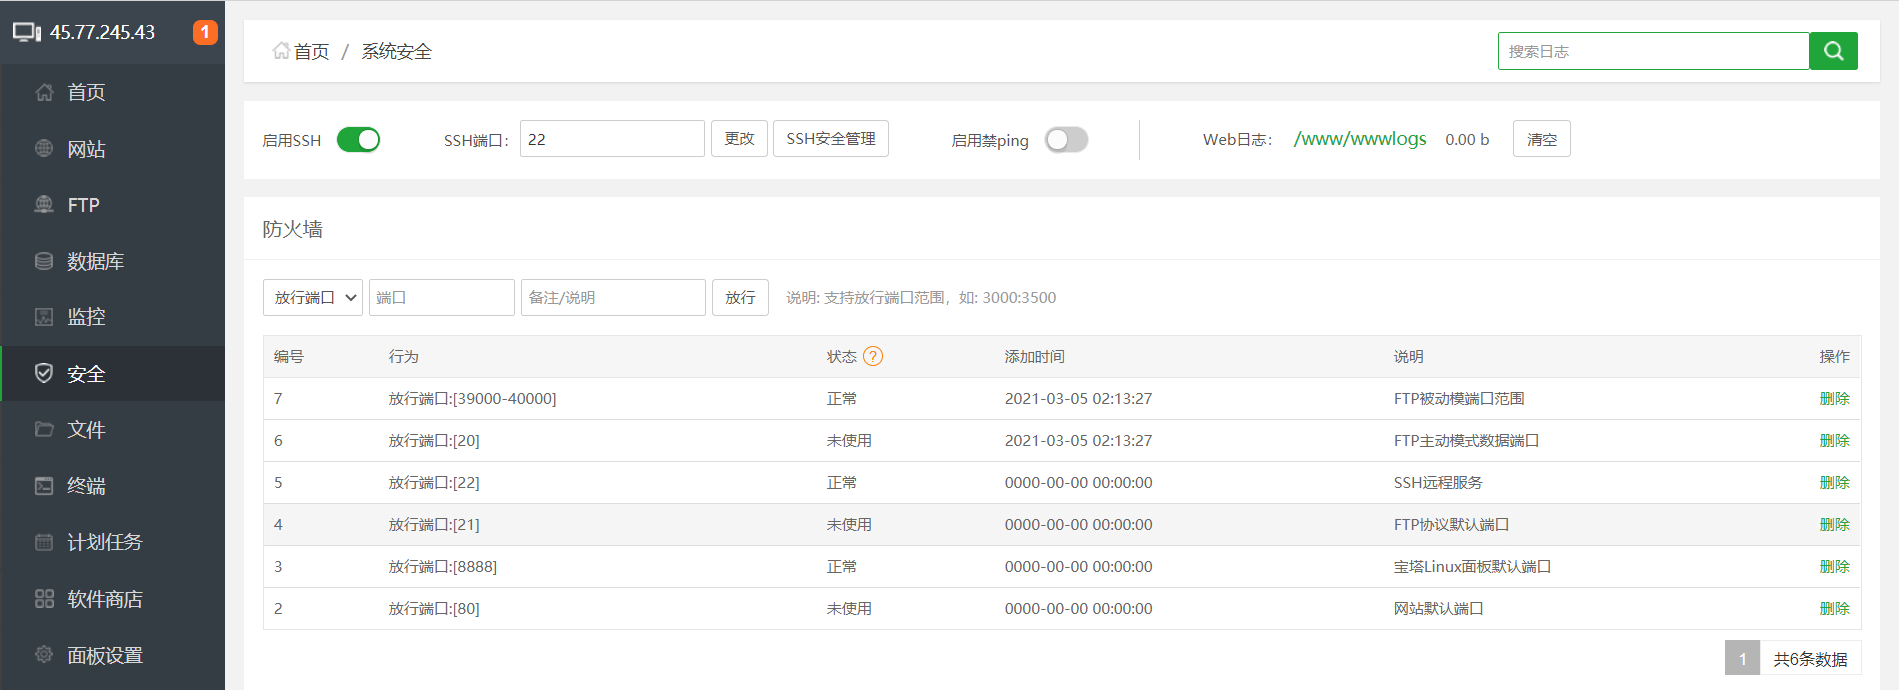 45.77.245.43
1
首页
网站
FTP
数据库
监控
安全
文件
终端
计划任务
软件商店
面板设置
首页 / 系统安全
搜索日志
启用SSH SSH端口: 22 更改 SSH安全管理 启用禁ping Web日志: /www/wwwlogs 0.00 b 清空
防火墙
放行端口 端口 备注/说明 放行 说明: 支持放行端口范围，如: 3000:3500
编号 行为 状态 ? 添加时间 说明 操作
7 放行端口:[39000-40000] 正常 2021-03-05 02:13:27 FTP被动模端口范围 删除
6 放行端口:[20] 未使用 2021-03-05 02:13:27 FTP主动模式数据端口 删除
5 放行端口:[22] 正常 0000-00-00 00:00:00 SSH远程服务 删除
4 放行端口:[21] 未使用 0000-00-00 00:00:00 FTP协议默认端口 删除
3 放行端口:[8888] 正常 0000-00-00 00:00:00 宝塔Linux面板默认端口 删除
2 放行端口:[80] 未使用 0000-00-00 00:00:00 网站默认端口 删除
1 共6条数据